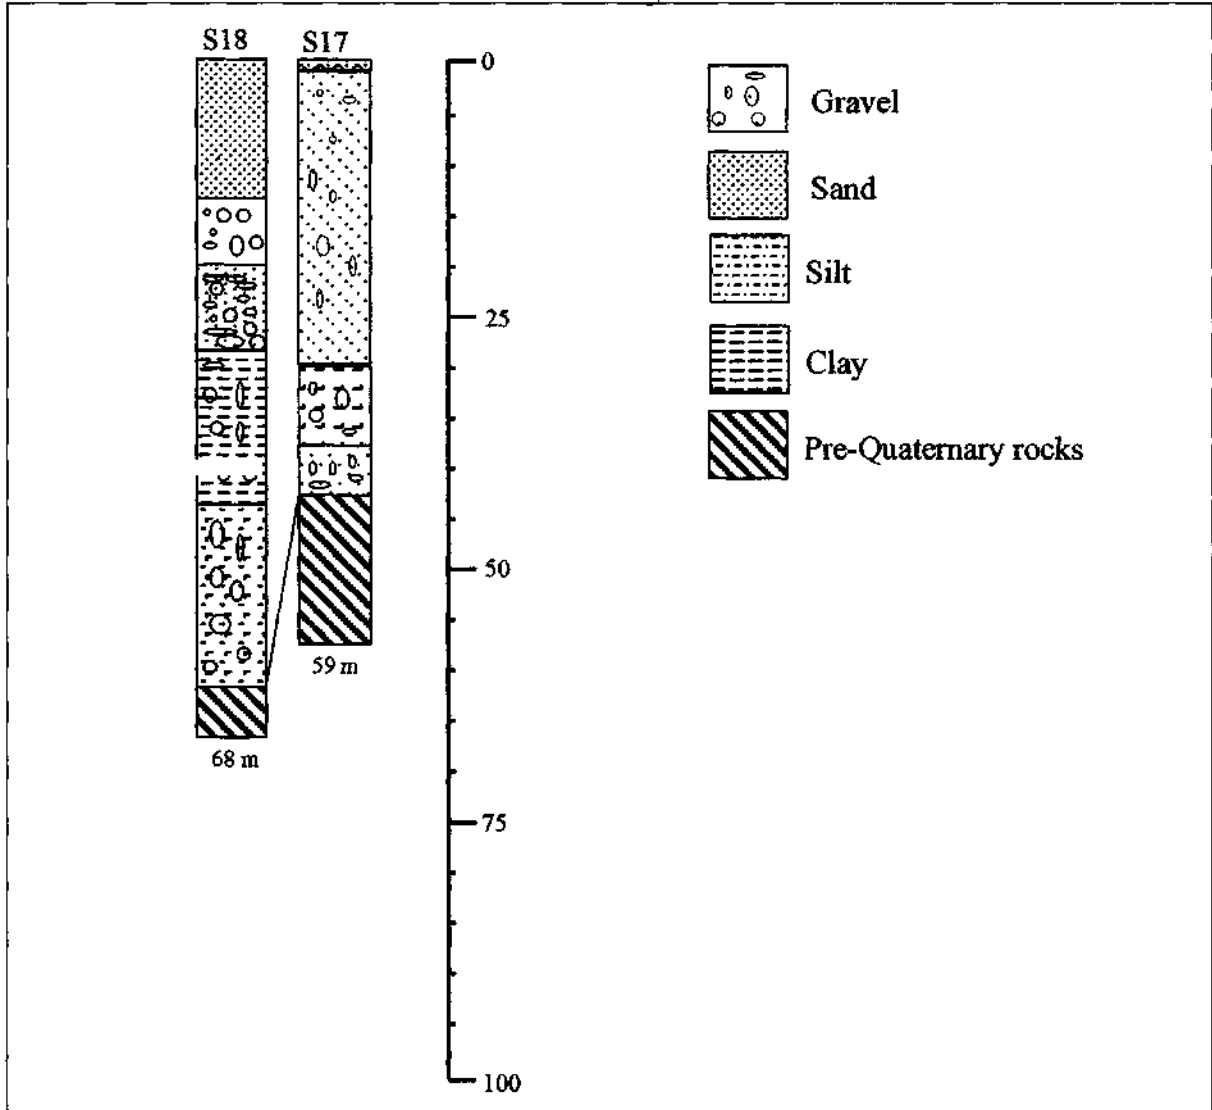 S18 S17
0
25
50
75
100
59 m
68 m
Gravel
Sand
Silt
Clay
Pre-Quaternary rocks